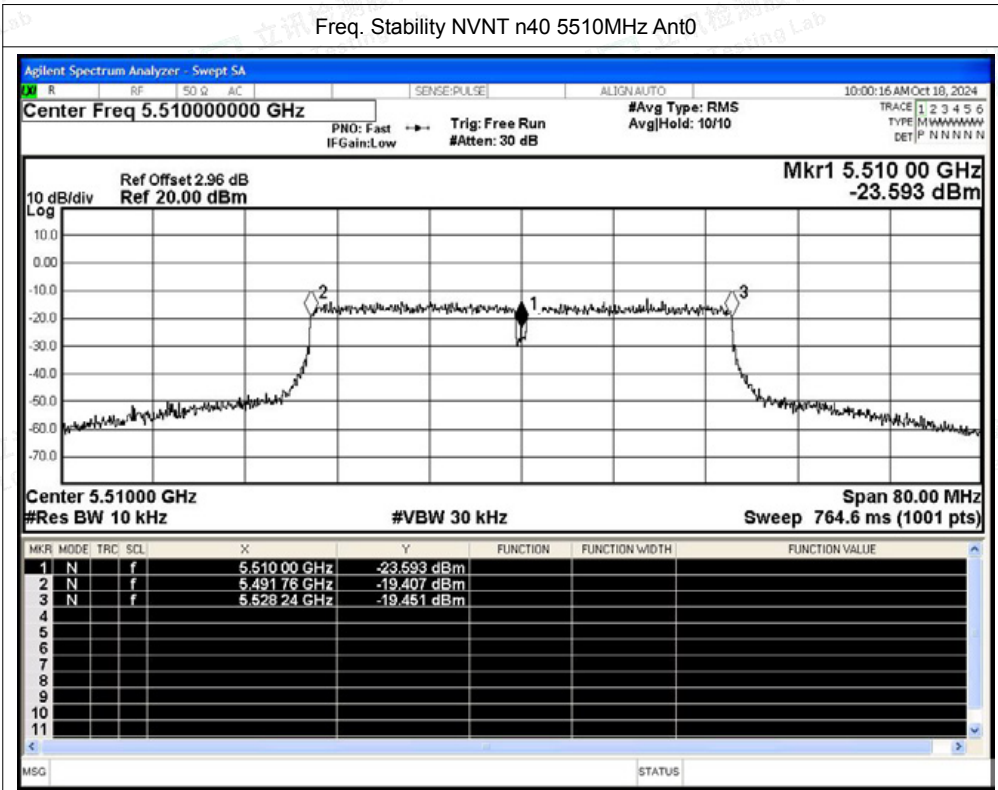 Freq. Stability NVNT n40 5510MHz Ant0
Agilent Spectrum Analyzer - Swept SA
R RF 50 Ω AC SENSE:PULSE ALIGN AUTO 10:00:16 AM Oct 18, 2024
Center Freq 5.510000000 GHz #Avg Type: RMS TRACE 1 2 3 4 5 6
PNO: Fast Trig: Free Run Avg|Hold: 10/10 TYPE M WWWWW
IFGain:Low #Atten: 30 dB DET P N N N N N
Mkr1 5.510 00 GHz
Ref Offset 2.96 dB
10 dB/div Ref 20.00 dBm -23.593 dBm
Log
10.0
0.00
-10.0
2 1 3
-20.0
-30.0
-40.0
-50.0
-60.0
-70.0
Center 5.51000 GHz Span 80.00 MHz
#Res BW 10 kHz #VBW 30 kHz Sweep 764.6 ms (1001 pts)
MKR MODE TRC SCL X Y FUNCTION FUNCTION WIDTH FUNCTION VALUE
1 N f 5.510 00 GHz -23.593 dBm
2 N f 5.491 76 GHz -19.407 dBm
3 N f 5.528 24 GHz -19.451 dBm
4
5
6
7
8
9
10
11
MSG STATUS